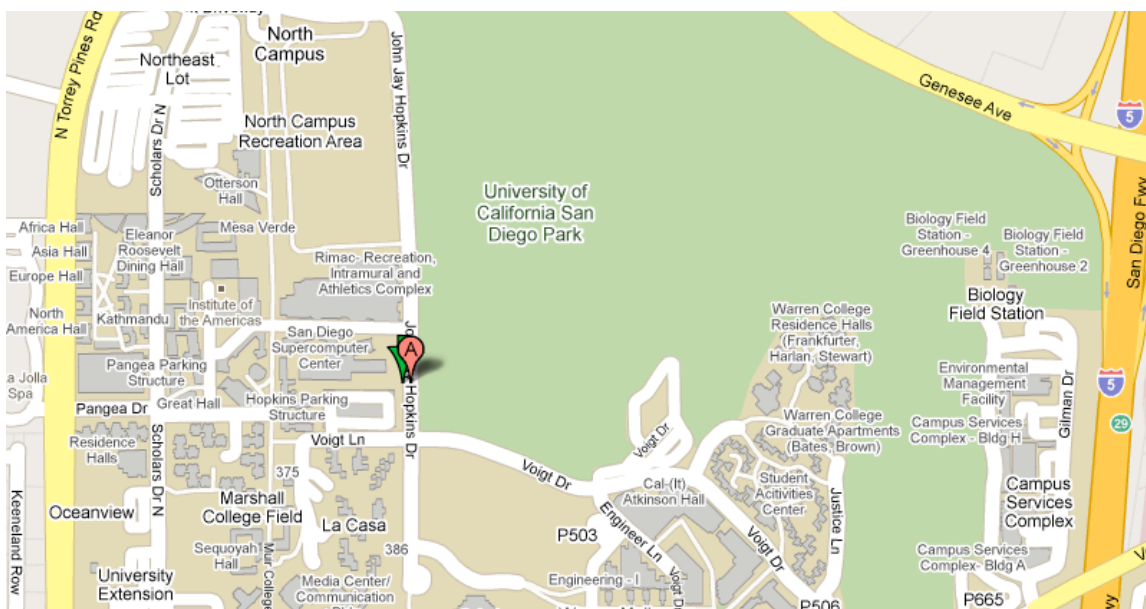 North
Campus
Northeast
Lot
N Torrey Pines Rd
John Jay Hopkins Dr
Genesee Ave
5
North Campus
Recreation Area
Scholars Dr N
Otterson
Hall
University of
California San
Diego Park
San Diego Fwy
Africa Hall
Eleanor
Roosevelt
Dining Hall
Mesa Verde
Asia Hall
Europe Hall
Rimac- Recreation,
Intramural and
Athletics Complex
Biology Field
Station -
Greenhouse 4
Biology Field
Station -
Greenhouse 2
Biology
Field Station
North
America Hall
Kathmandu
Institute of
the Americas
San Diego
Supercomputer
Center
A
Warren College
Residence Halls
(Frankfurter,
Harlan, Stewart)
Pangea Parking
Structure
a Jolla
Spa
Environmental
Management
Facility
Gilman Dr
5
29
Pangea Dr
Great Hall
Hopkins Parking
Structure
Hopkins Dr
Warren College
Graduate Apartments
(Bates, Brown)
Campus Services
Complex - Bldg H
Residence
Halls
Scholars Dr N
Voigt Ln
Voigt Dr
Voigt Dr
375
Cal-(It)
Atkinson Hall
Student
Acitivities
Center
Justice Ln
Campus
Services
Complex
Keeneland Row
Oceanview
Marshall
College Field
La Casa
Engineer Ln
Voigt Dr
P503
386
Sequoyah
Hall
Muir College
University
Extension
Media Center/
Communication
Engineering - I
Voigt Dr
P506
Campus Services
Complex- Bldg A
P665